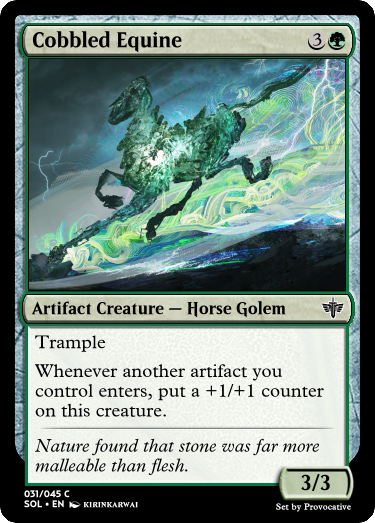 Cobbled Equine 3
Artifact Creature — Horse Golem
Trample
Whenever another artifact you
control enters, put a +1/+1 counter
on this creature.
Nature found that stone was far more
malleable than flesh.
3/3
031/045 C
SOL • EN KIRINKARWAI
Set by Provocative